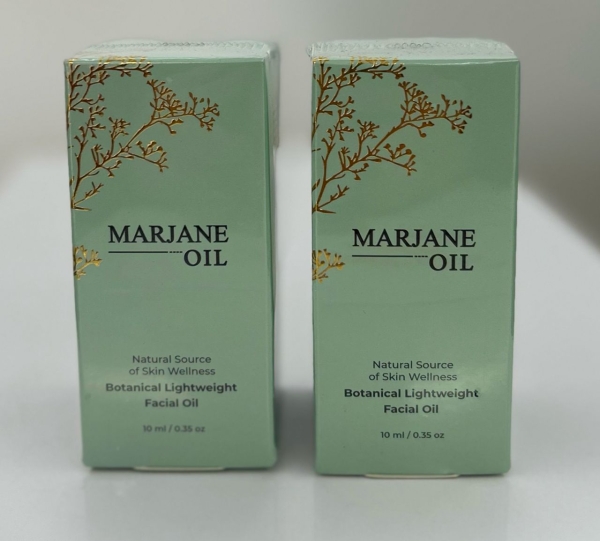 MARJANE
OIL
Natural Source
of Skin Wellness
Botanical Lightweight
Facial Oil
10 ml / 0.35 oz
MARJANE
OIL
Natural Source
of Skin Wellness
Botanical Lightweight
Facial Oil
10 ml / 0.35 oz